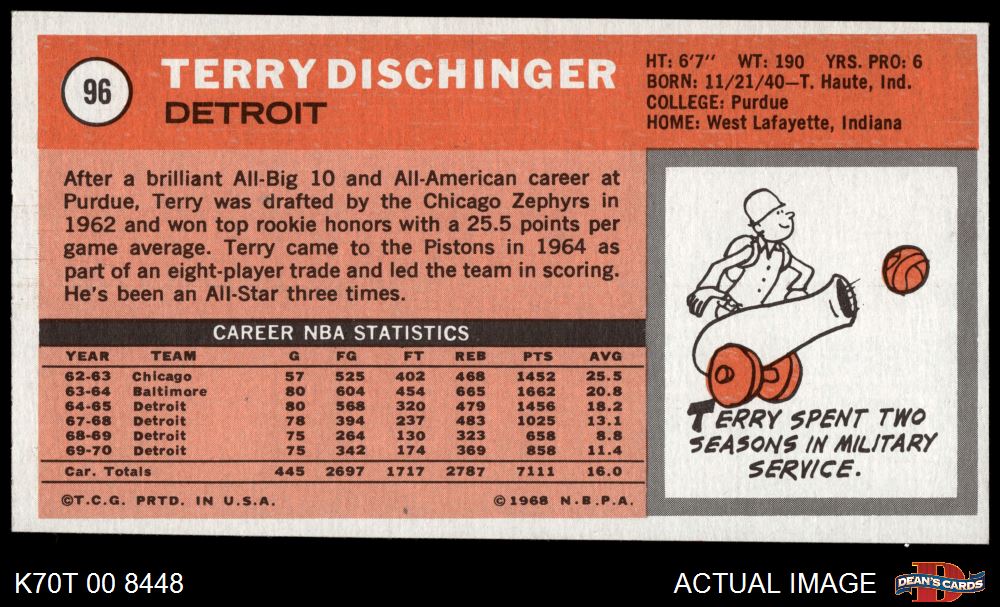 96
TERRY DISCHINGER
DETROIT
HT: 6'7" WT: 190 YRS. PRO: 6
BORN: 11/21/40—T. Haute, Ind.
COLLEGE: Purdue
HOME: West Lafayette, Indiana
After a brilliant All-Big 10 and All-American career at
Purdue, Terry was drafted by the Chicago Zephyrs in
1962 and won top rookie honors with a 25.5 points per
game average. Terry came to the Pistons in 1964 as
part of an eight-player trade and led the team in scoring.
He's been an All-Star three times.
CAREER NBA STATISTICS
YEAR TEAM G FG FT REB PTS AVG
62-63 Chicago 57 525 402 468 1452 25.5
63-64 Baltimore 80 604 454 665 1662 20.8
64-65 Detroit 80 568 320 479 1456 18.2
67-68 Detroit 78 394 237 483 1025 13.1
68-69 Detroit 75 264 130 323 658 8.8
69-70 Detroit 75 342 174 369 858 11.4
Car. Totals 445 2697 1717 2787 7111 16.0
©T.C.G. PRTD. IN U.S.A. ©1968 N.B.P.A.
TERRY SPENT TWO
SEASONS IN MILITARY
SERVICE.
K70T 00 8448
ACTUAL IMAGE
D
DEAN'S CARDS